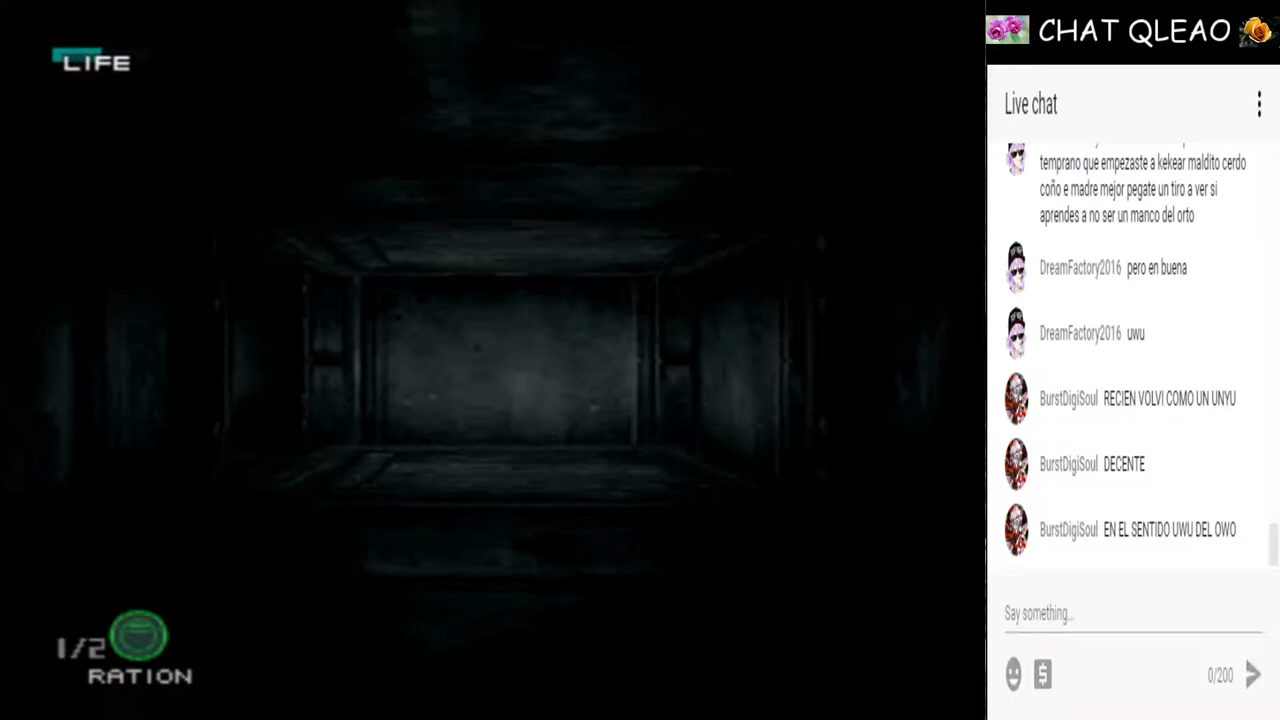 LIFE
1/2
RATION
CHAT QLEAO
Live chat
temprano que empezaste a kekear maldito cerdo
coño e madre mejor pegate un tiro a ver si
aprendes a no ser un manco del orto
DreamFactory2016 pero en buena
DreamFactory2016 uwu
BurstDigiSoul RECIEN VOLVI COMO UN UNYU
BurstDigiSoul DECENTE
BurstDigiSoul EN EL SENTIDO UWU DEL OWO
Say something...
0/200